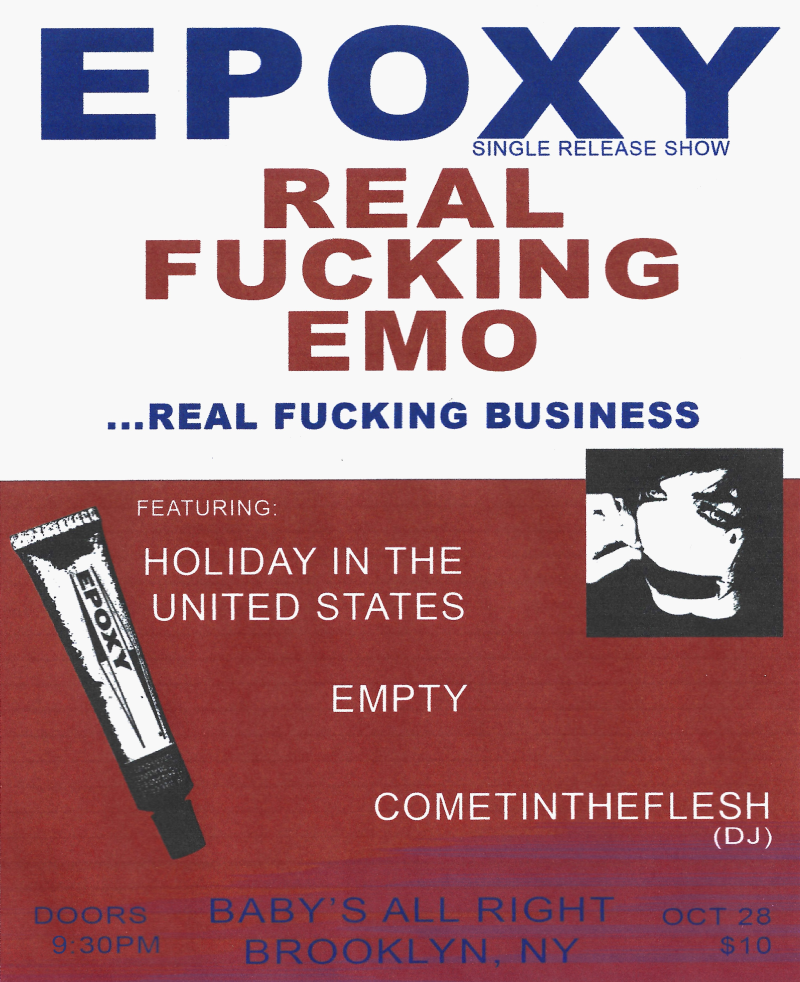 EPOXY
SINGLE RELEASE SHOW
REAL
FUCKING
EMO
...REAL FUCKING BUSINESS
FEATURING:
HOLIDAY IN THE
UNITED STATES
EPOXY
EMPTY
COMETINTHEFLESH
(DJ)
DOORS
9:30PM
BABY'S ALL RIGHT
BROOKLYN, NY
OCT 28
$10